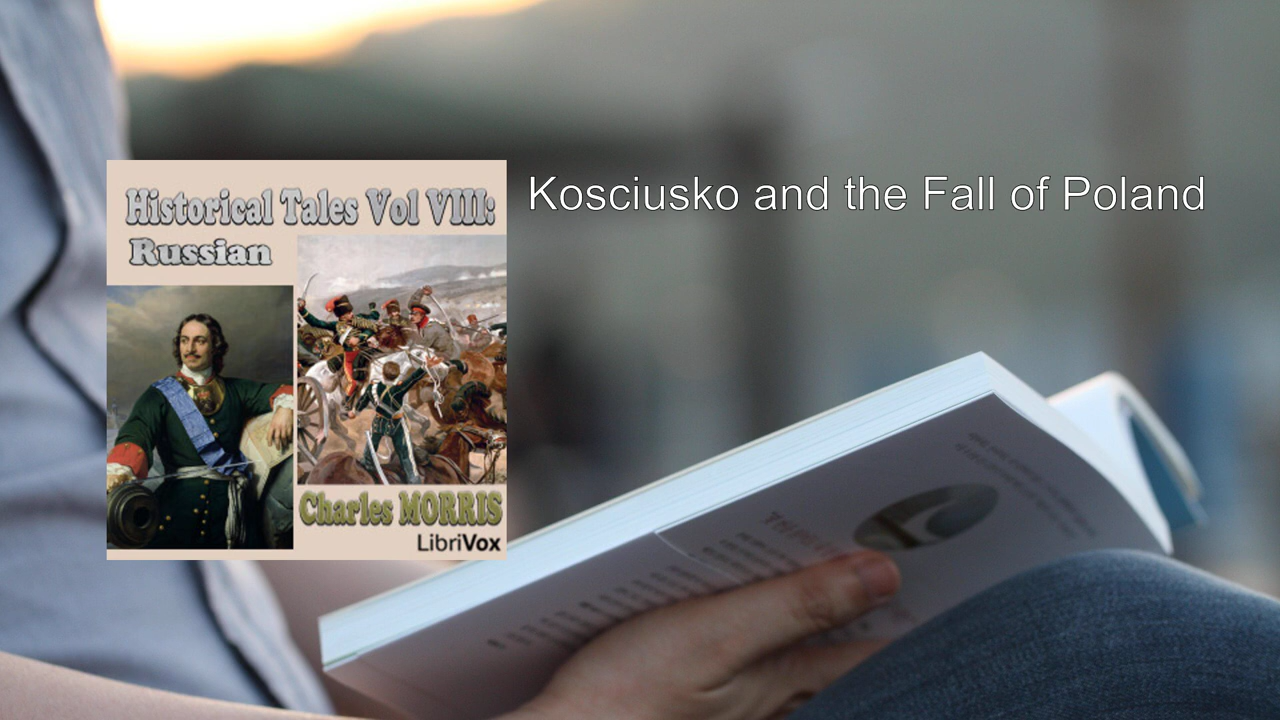 Historical Tales Vol VIII:
Russian
Charles MORRIS
LibriVox
Kosciusko and the Fall of Poland